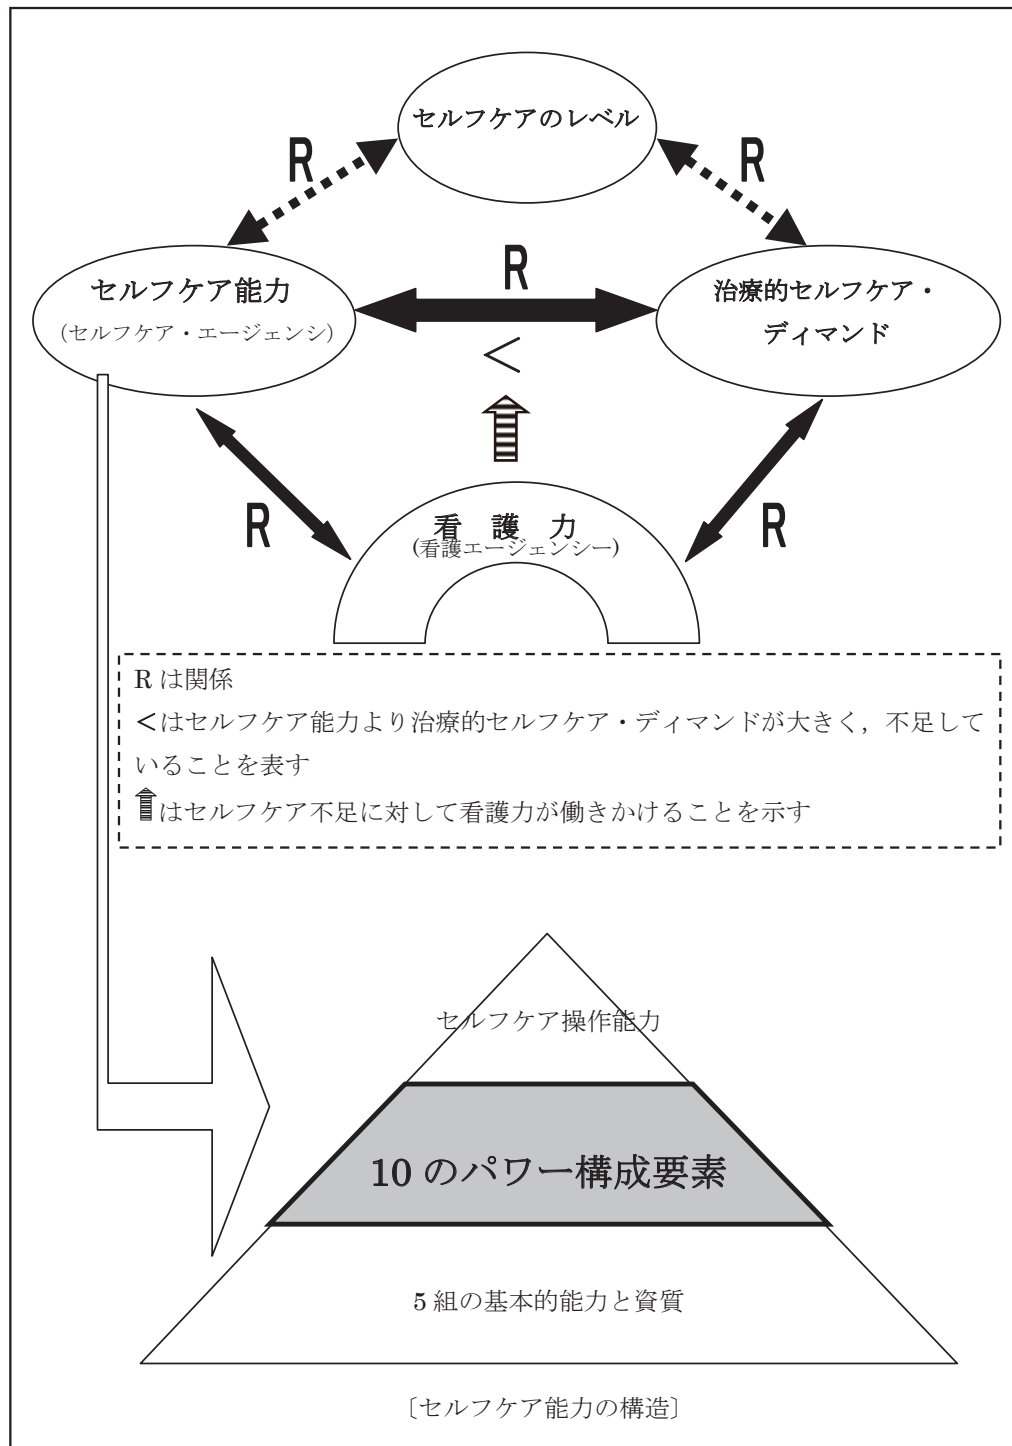 セルフケアのレベル
R
R
R
セルフケア能力
(セルフケア・エージェンシ)
治療的セルフケア・
ディマンド
<
R
R
看 護 力
(看護エージェンシー)
R は関係
<はセルフケア能力より治療的セルフケア・ディマンドが大きく，不足して
いることを表す
はセルフケア不足に対して看護力が働きかけることを示す
セルフケア操作能力
10 のパワー構成要素
5 組の基本的能力と資質
〔セルフケア能力の構造〕